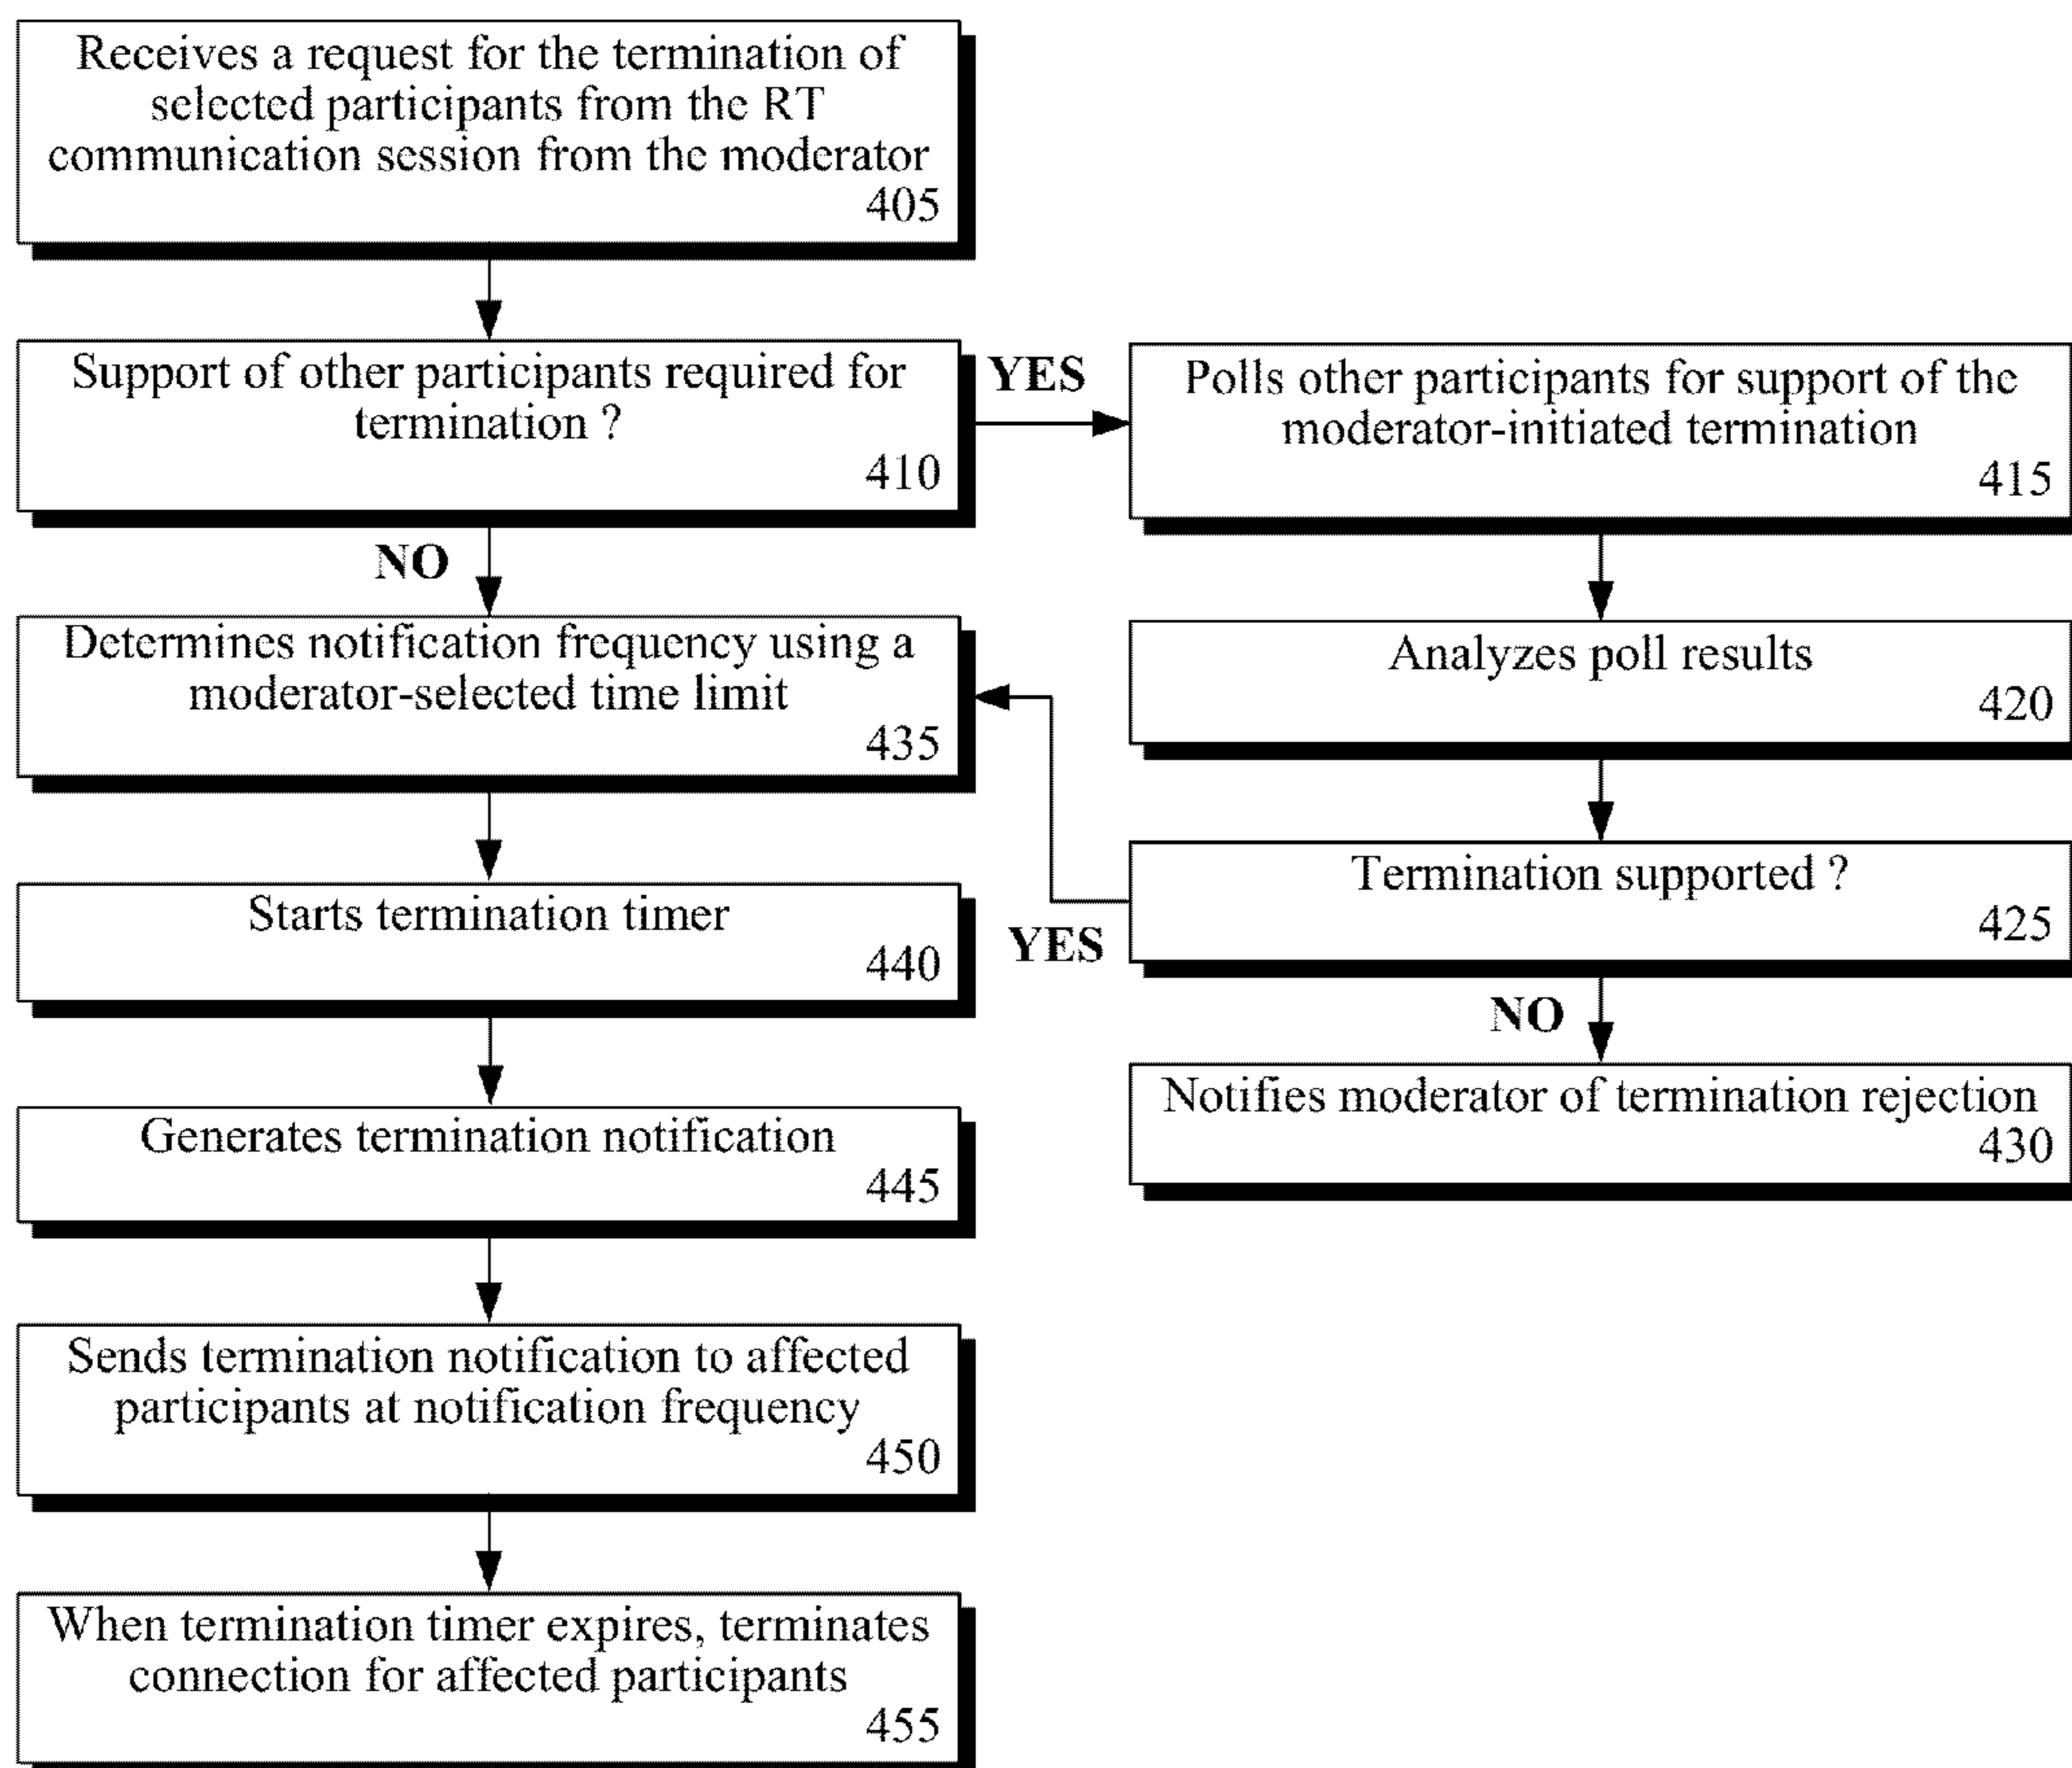 Receives a request for the termination of
selected participants from the RT
communication session from the moderator
405
Support of other participants required for
termination ?
410
YES
Polls other participants for support of the
moderator-initiated termination
415
NO
Determines notification frequency using a
moderator-selected time limit
435
Analyzes poll results
420
Termination supported ?
425
YES
NO
Notifies moderator of termination rejection
430
Starts termination timer
440
Generates termination notification
445
Sends termination notification to affected
participants at notification frequency
450
When termination timer expires, terminates
connection for affected participants
455